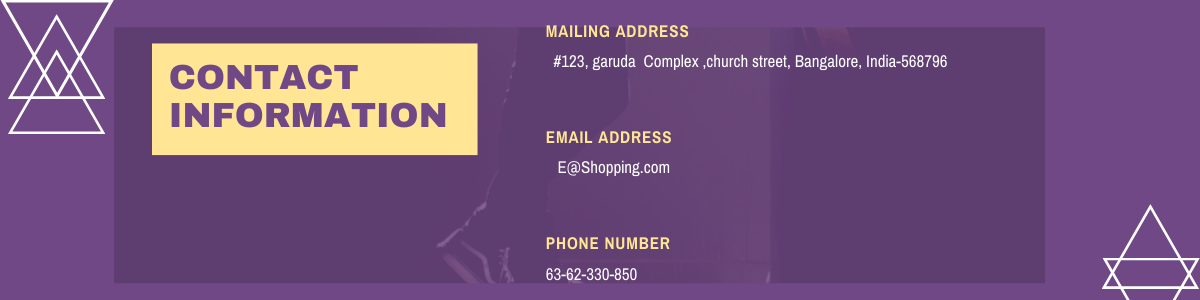 CONTACT
INFORMATION
MAILING ADDRESS
#123, garuda  Complex ,church street, Bangalore, India-568796
EMAIL ADDRESS
E@Shopping.com
PHONE NUMBER
63-62-330-850